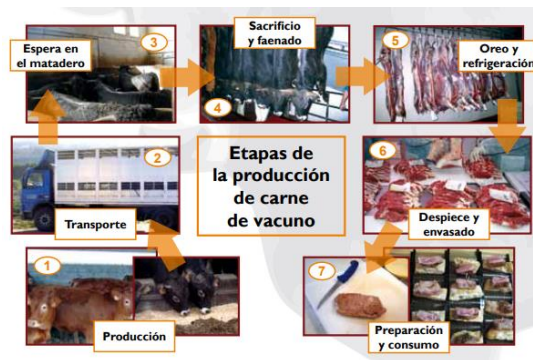 Espera en
el matadero
3
Sacrificio
y faenado
4
5
Oreo y
refrigeración
2
Transporte
Etapas de
la producción
de carne
de vacuno
6
Despiece y
envasado
1
Producción
7
Preparación
y consumo